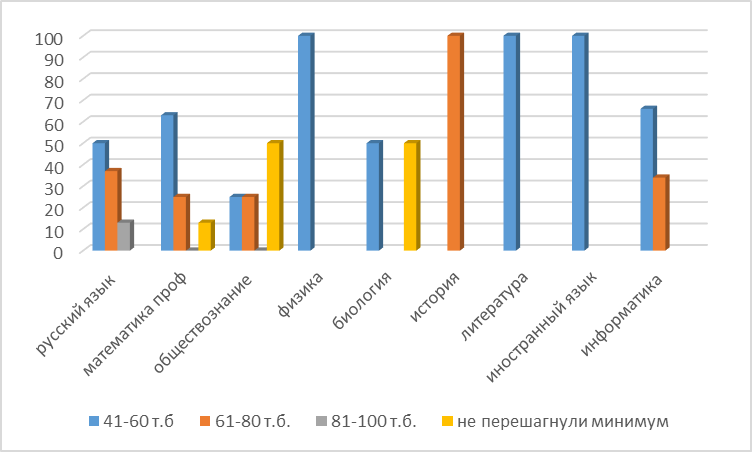 100
90
80
70
60
50
40
30
20
10
0
русский язык
математика проф
обществознание
физика
биология
история
литература
иностранный язык
информатика
41-60 т.б 61-80 т.б. 81-100 т.б. не перешагнули минимум